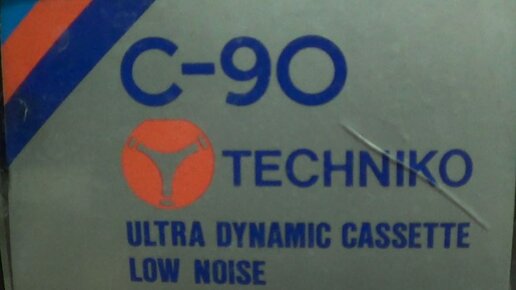 C-90
TECHNIKO
ULTRA DYNAMIC CASSETTE
LOW NOISE